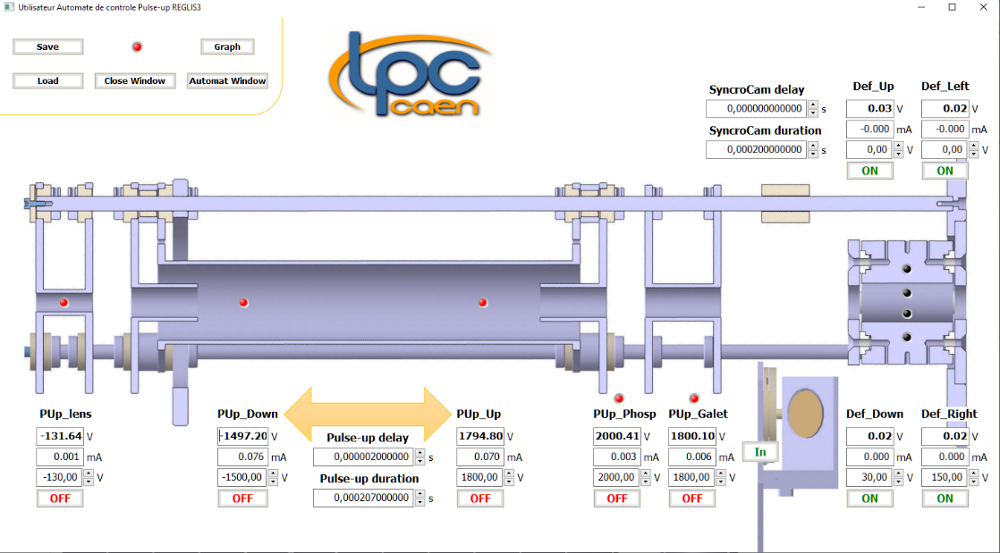 Utilisateur Automate de controle Pulse-up REGLIS3
Save
Graph
Load
Close Window
Automat Window
lpc
caen
SyncroCam delay
0,000000000000 s
SyncroCam duration
0,000200000000 s
Def_Up
0.03 V
-0.000 mA
0,00 V
ON
Def_Left
0.02 V
-0.000 mA
0,00 V
ON
PUp_lens
-131.64 V
0.001 mA
-130,00 V
OFF
PUp_Down
-1497.20 V
0.076 mA
-1500,00 V
OFF
Pulse-up delay
0,000002000000 s
Pulse-up duration
0,000207000000 s
PUp_Up
1794.80 V
0.070 mA
1800,00 V
OFF
PUp_Phosp
2000.41 V
0.003 mA
2000,00 V
OFF
PUp_Galet
1800.10 V
0.006 mA
1800,00 V
OFF
In
Def_Down
0.02 V
0.000 mA
30,00 V
ON
Def_Right
0.02 V
0.000 mA
150,00 V
ON